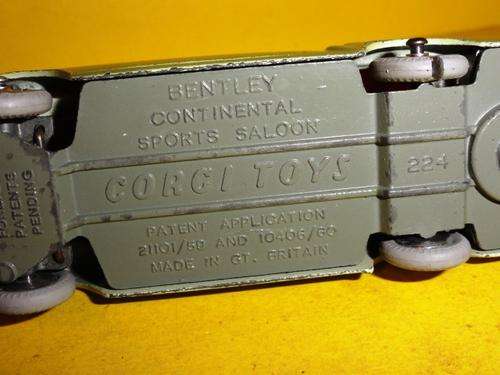 BENTLEY
CONTINENTAL
SPORTS SALOON
CORGI TOYS
224
PATENT APPLICATION
21101/58 AND 10406/60
MADE IN GT. BRITAIN
PATENTS
PENDING